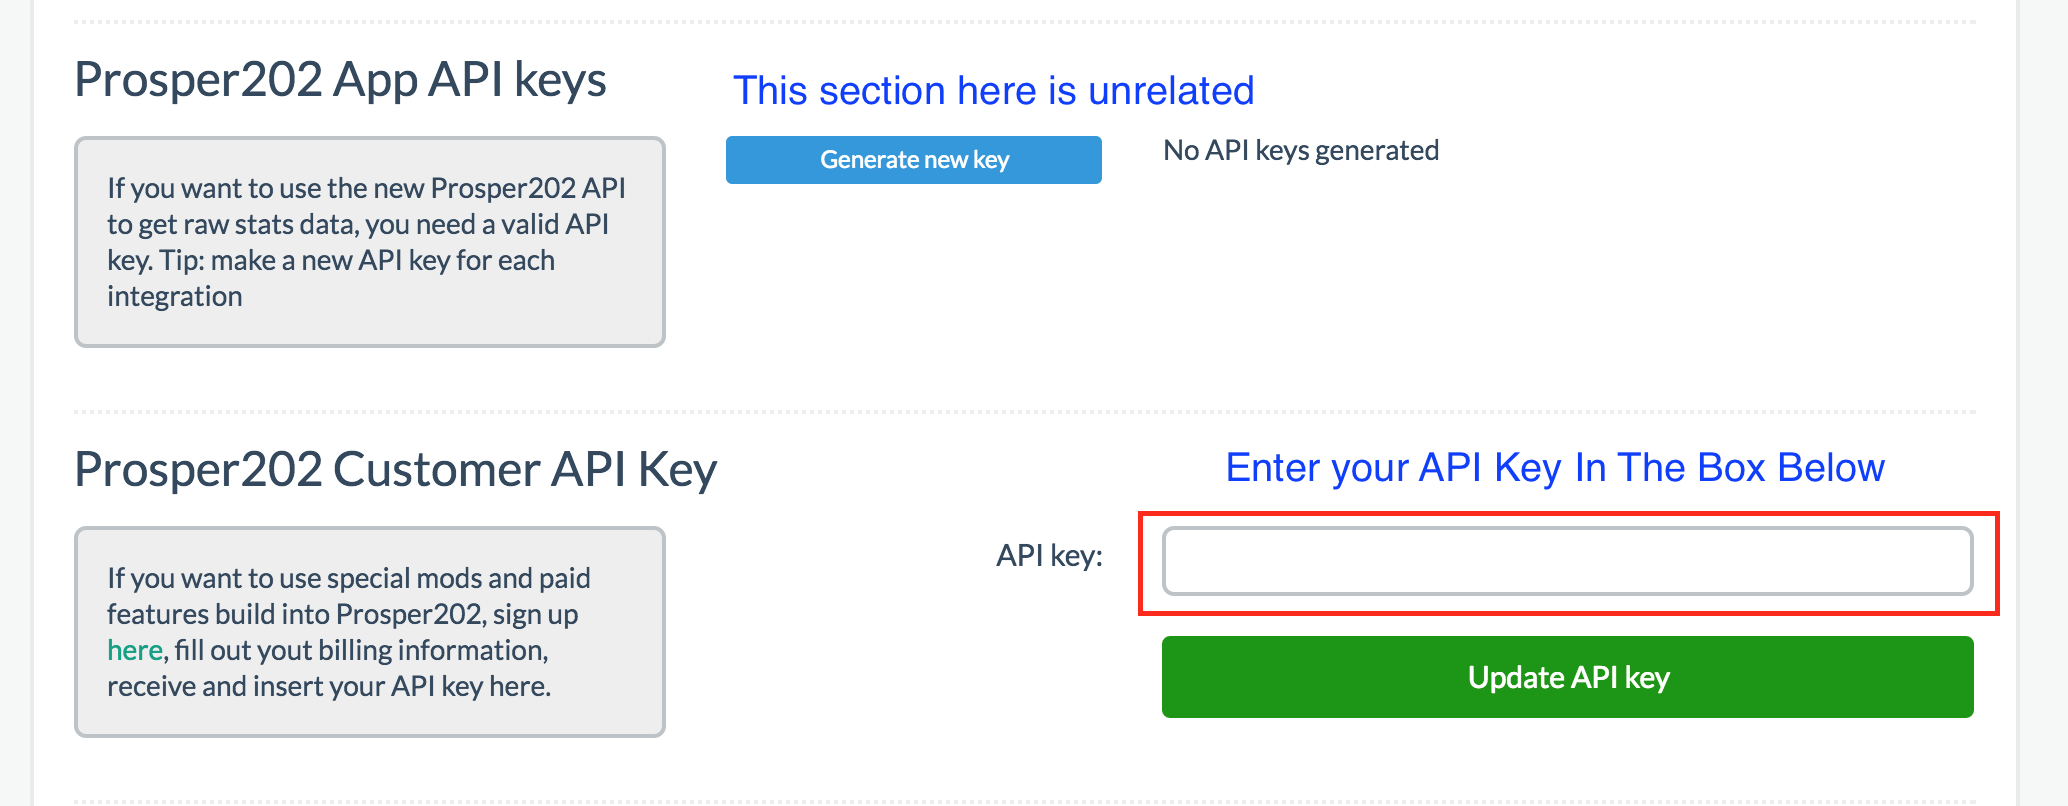 Prosper202 App API keys
This section here is unrelated
Generate new key
No API keys generated
If you want to use the new Prosper202 API
to get raw stats data, you need a valid API
key. Tip: make a new API key for each
integration
Prosper202 Customer API Key
Enter your API Key In The Box Below
API key:
If you want to use special mods and paid
features build into Prosper202, sign up
here, fill out yout billing information,
receive and insert your API key here.
Update API key